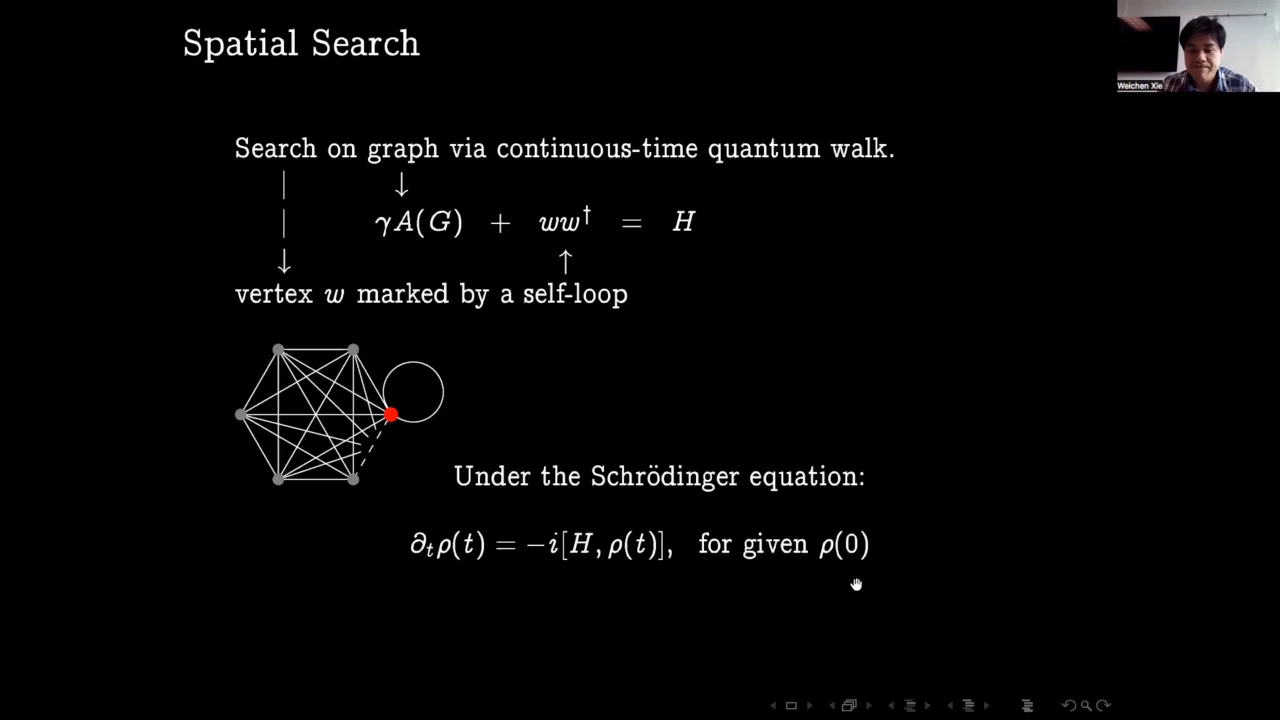 Spatial Search
Weichen Xie
Search on graph via continuous-time quantum walk.
γA(G) + ww† = H
vertex w marked by a self-loop
Under the Schrödinger equation:
∂ₜρ(t) = −i[H, ρ(t)], for given ρ(0)